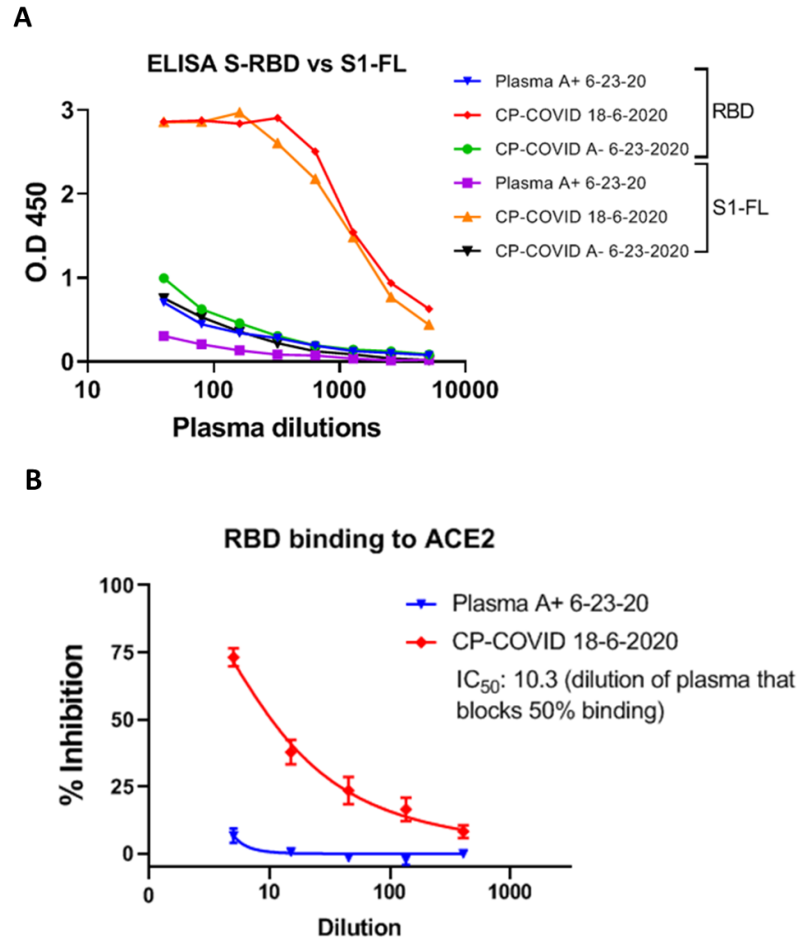 A
ELISA S-RBD vs S1-FL
Plasma A+ 6-23-20
CP-COVID 18-6-2020
CP-COVID A- 6-23-2020
RBD
Plasma A+ 6-23-20
CP-COVID 18-6-2020
CP-COVID A- 6-23-2020
S1-FL
O.D 450
3
2
1
0
10
100
1000
10000
Plasma dilutions
B
RBD binding to ACE2
Plasma A+ 6-23-20
CP-COVID 18-6-2020
IC50: 10.3 (dilution of plasma that
blocks 50% binding)
% Inhibition
100
75
50
25
0
0
10
100
1000
Dilution